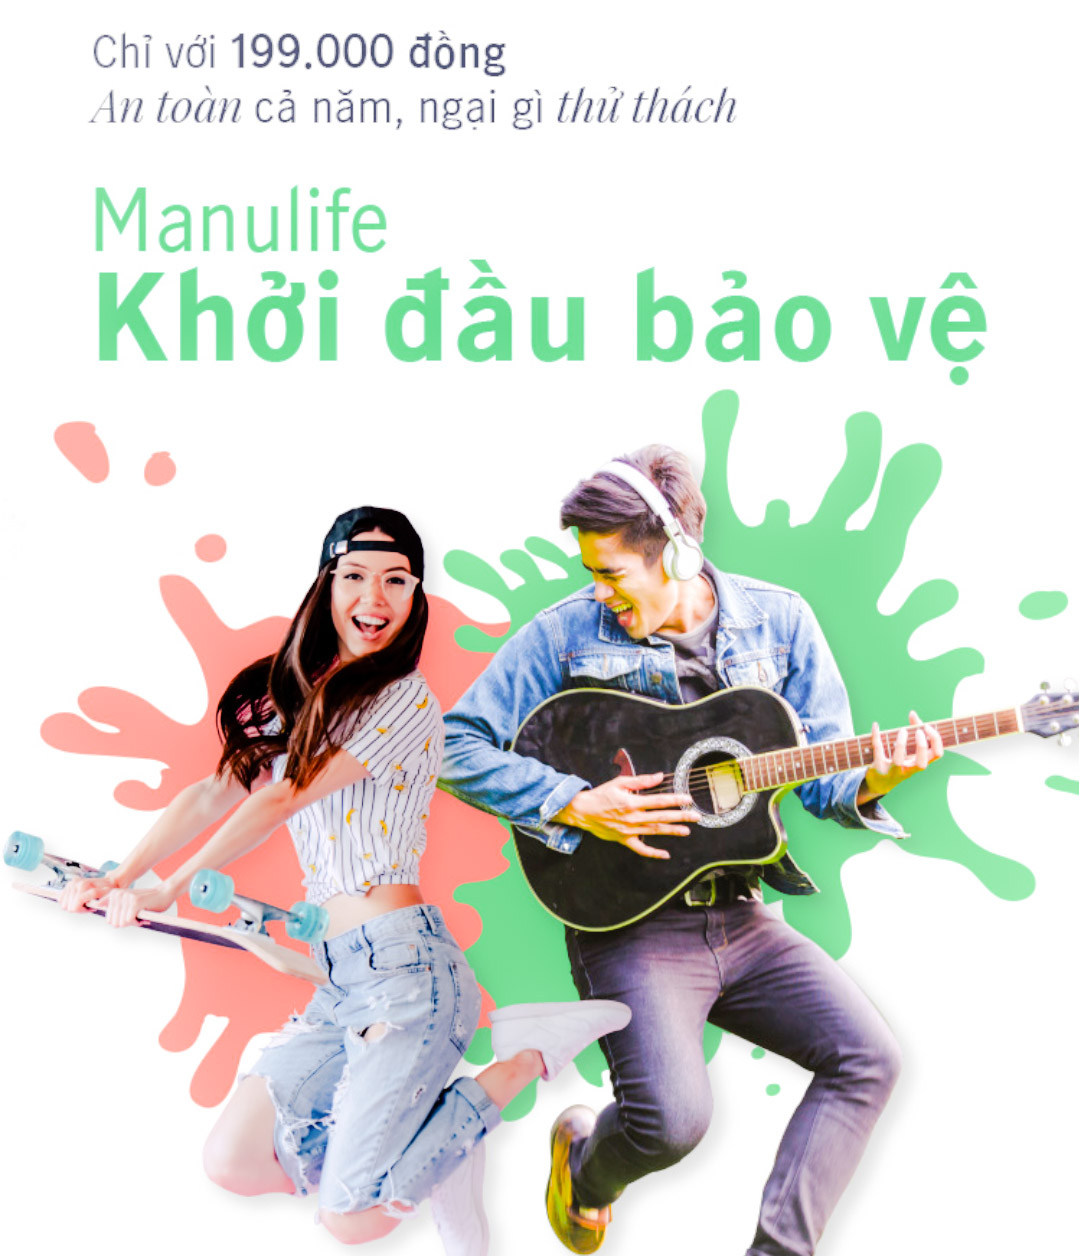 Chỉ với 199.000 đồng
An toàn cả năm, ngại gì thử thách
Manulife
Khởi đầu bảo vệ